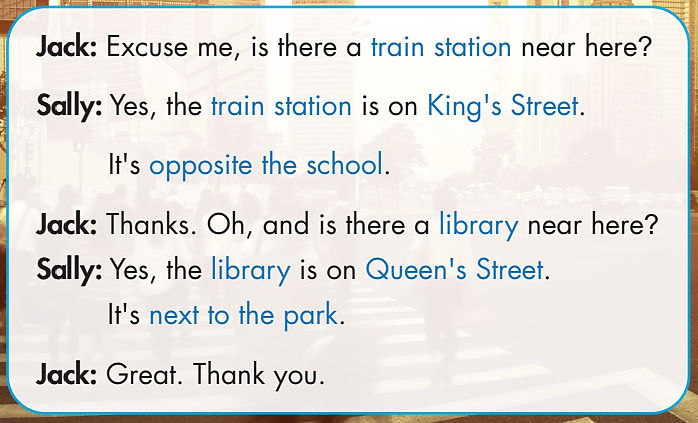 Jack: Excuse me, is there a train station near here?
Sally: Yes, the train station is on King's Street.
It's opposite the school.
Jack: Thanks. Oh, and is there a library near here?
Sally: Yes, the library is on Queen's Street.
It's next to the park.
Jack: Great. Thank you.